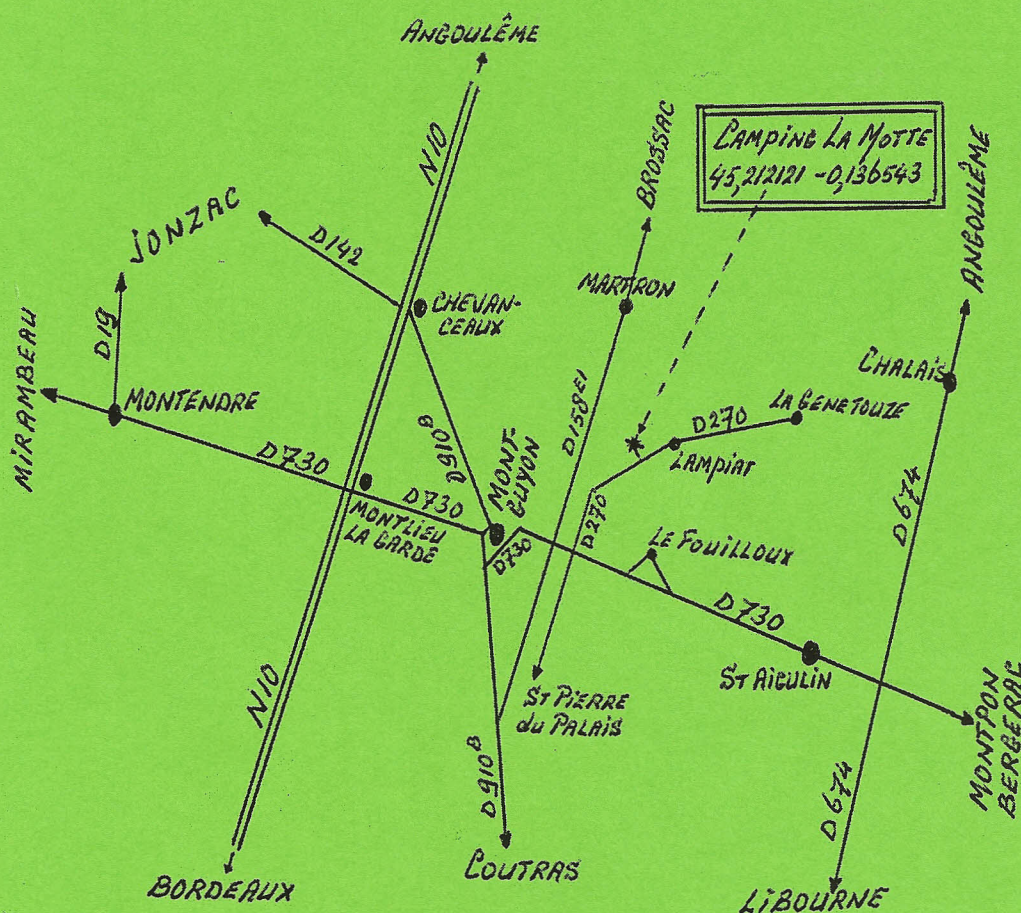 ANGOULÊME
N10
BROSSAC
CAMPING LA MOTTE
45,212121 -0,136543
ANGOULÊME
JONZAC
D142
D19
MIRAMBEAU
CHEVAN-
CEAUX
MARTRON
CHALAIS
MONTENDRE
D158E1
D270
LA GENETOUZE
LAMPIAT
D910B
MONT-
GUYON
D730
D730
MONTLIEU
LA GARDE
D730
D270
LE FOUILLOUX
D674
D730
ST AIGULIN
N10
ST PIERRE
du PALAIS
D910B
D674
MONTPON
BERGERAC
COUTRAS
BORDEAUX
LIBOURNE